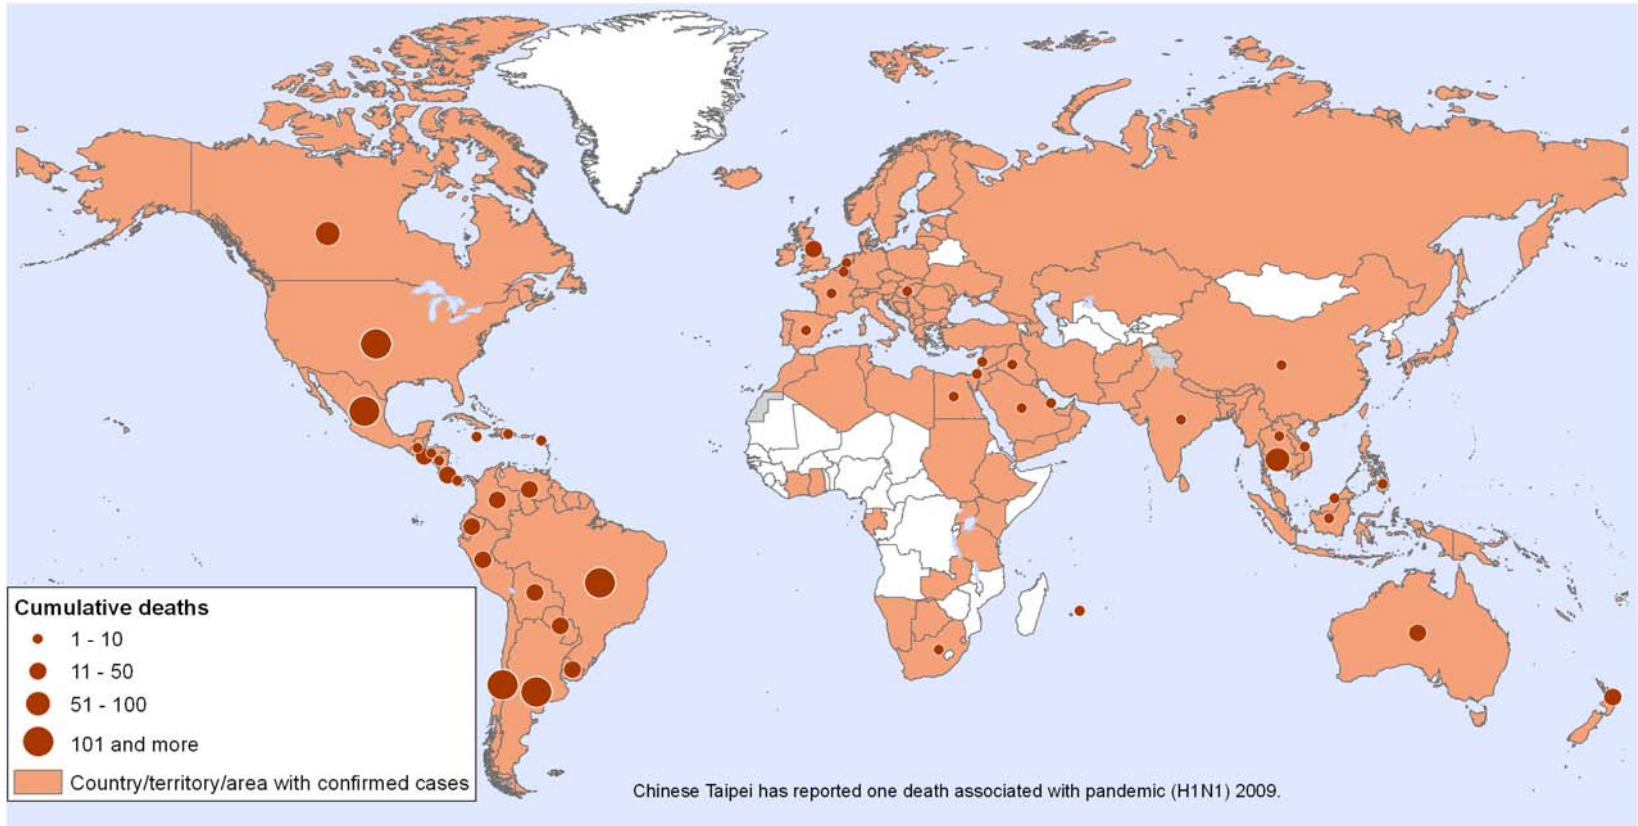 Cumulative deaths
1 - 10
11 - 50
51 - 100
101 and more
Country/territory/area with confirmed cases
Chinese Taipei has reported one death associated with pandemic (H1N1) 2009.